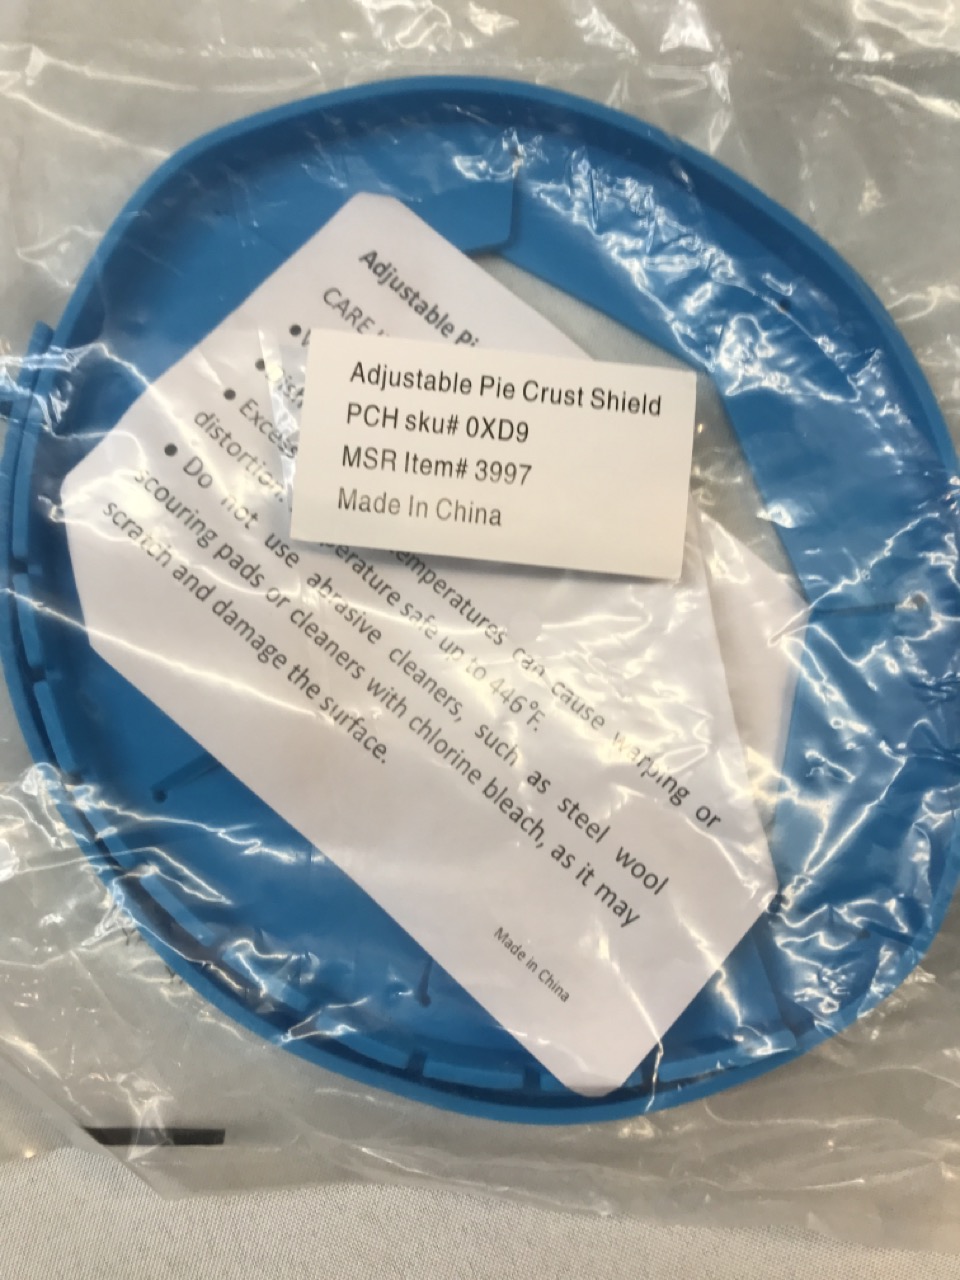 Adjustable Pie Crust Shield
PCH sku# 0XD9
MSR Item# 3997
Made In China
Adjustable
CARE
• Excess
temperatures can cause warping or
distortion.
perature safe up to 446°F.
• Do not use abrasive cleaners, such as steel wool
scouring pads or cleaners with chlorine bleach, as it may
scratch and damage the surface.
Made in China